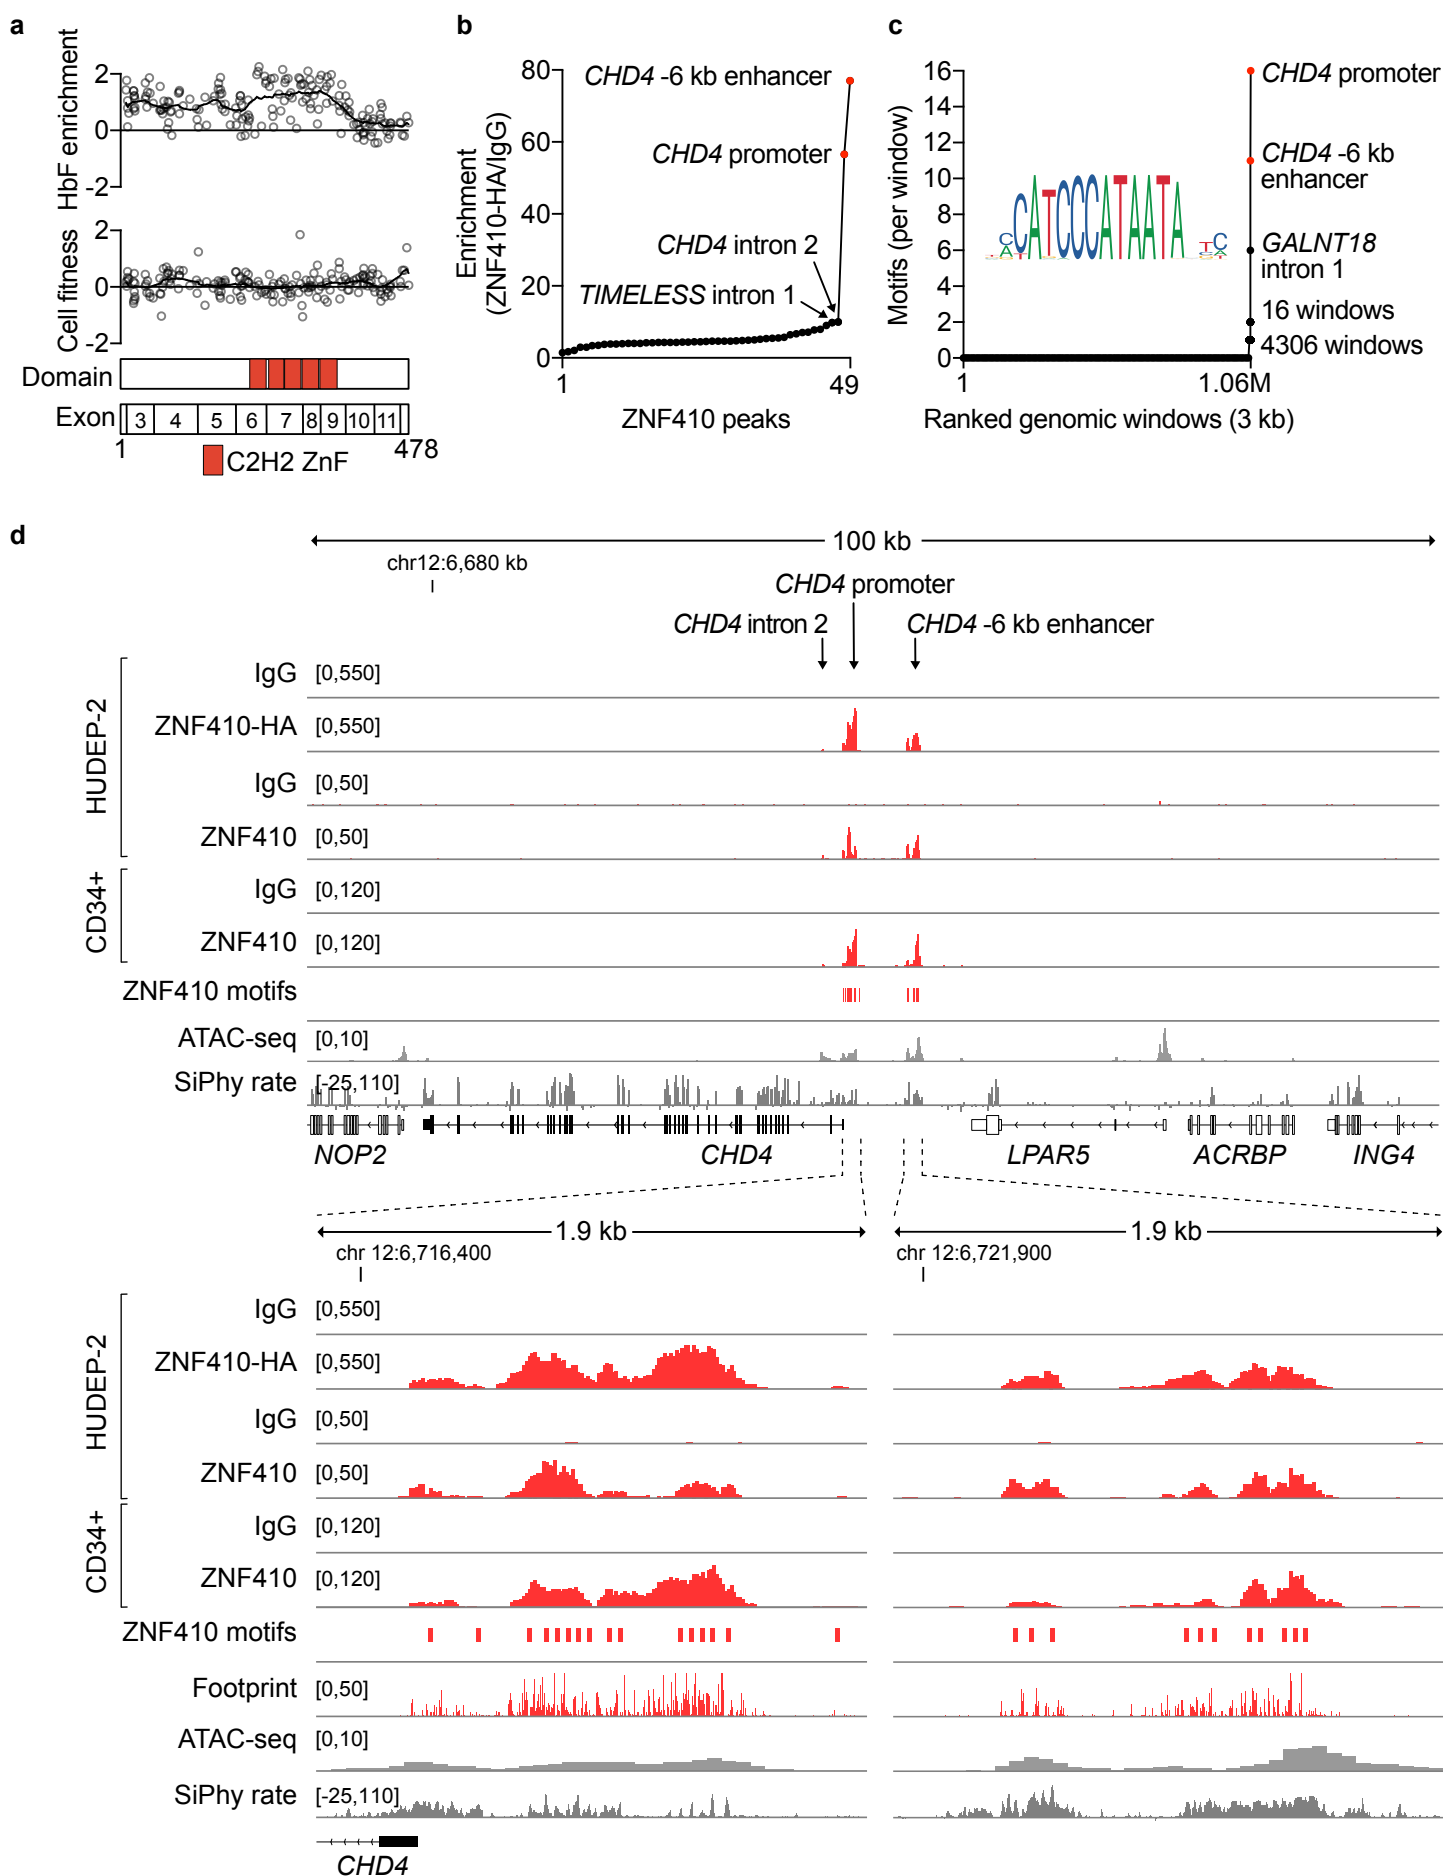 a
HbF enrichment
2
0
-2
Cell fitness
2
0
-2
Domain
Exon
3 4 5 6 7 8 9 10 11
1 478
C2H2 ZnF
b
Enrichment
(ZNF410-HA/IgG)
80
60
40
20
0
CHD4 -6 kb enhancer
CHD4 promoter
CHD4 intron 2
TIMELESS intron 1
1 49
ZNF410 peaks
c
Motifs (per window)
16
14
12
10
8
6
4
2
0
CATCCCATAATA
CHD4 promoter
CHD4 -6 kb
enhancer
GALNT18
intron 1
16 windows
4306 windows
1 1.06M
Ranked genomic windows (3 kb)
d
100 kb
chr12:6,680 kb
CHD4 promoter
CHD4 intron 2
CHD4 -6 kb enhancer
HUDEP-2
IgG [0,550]
ZNF410-HA [0,550]
IgG [0,50]
ZNF410 [0,50]
CD34+
IgG [0,120]
ZNF410 [0,120]
ZNF410 motifs
ATAC-seq [0,10]
SiPhy rate [-25,110]
NOP2 CHD4 LPAR5 ACRBP ING4
1.9 kb 1.9 kb
chr 12:6,716,400 chr 12:6,721,900
HUDEP-2
IgG [0,550]
ZNF410-HA [0,550]
IgG [0,50]
ZNF410 [0,50]
CD34+
IgG [0,120]
ZNF410 [0,120]
ZNF410 motifs
Footprint [0,50]
ATAC-seq [0,10]
SiPhy rate [-25,110]
CHD4